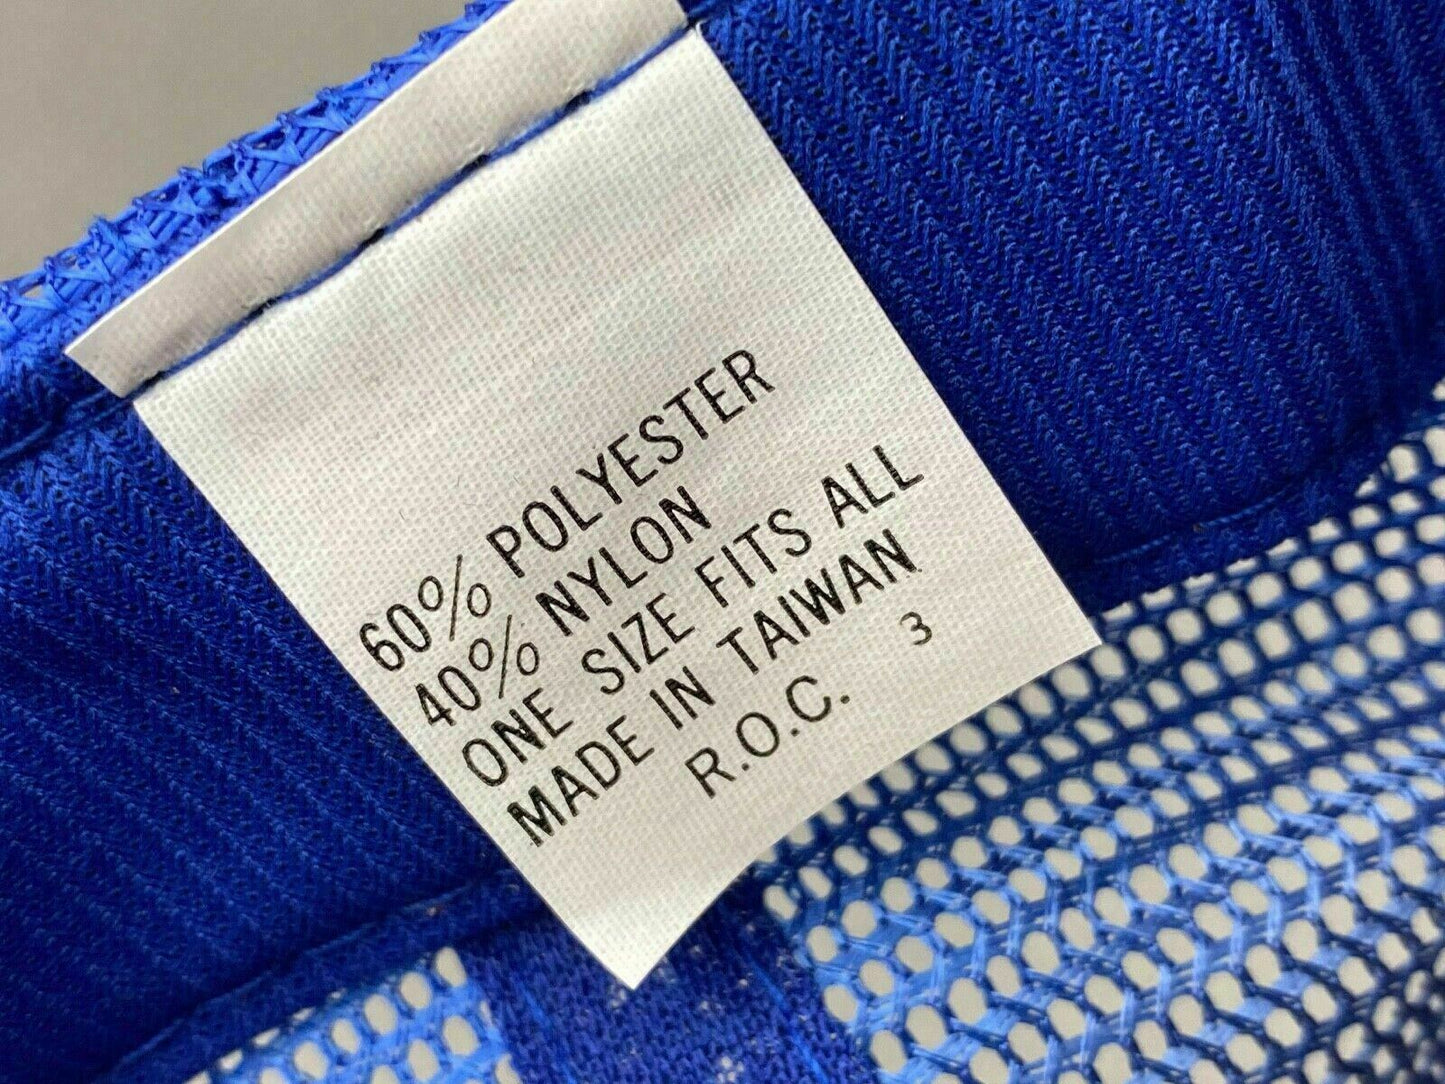 60% POLYESTER
40% NYLON
ONE SIZE FITS ALL
MADE IN TAIWAN
R.O.C. 3